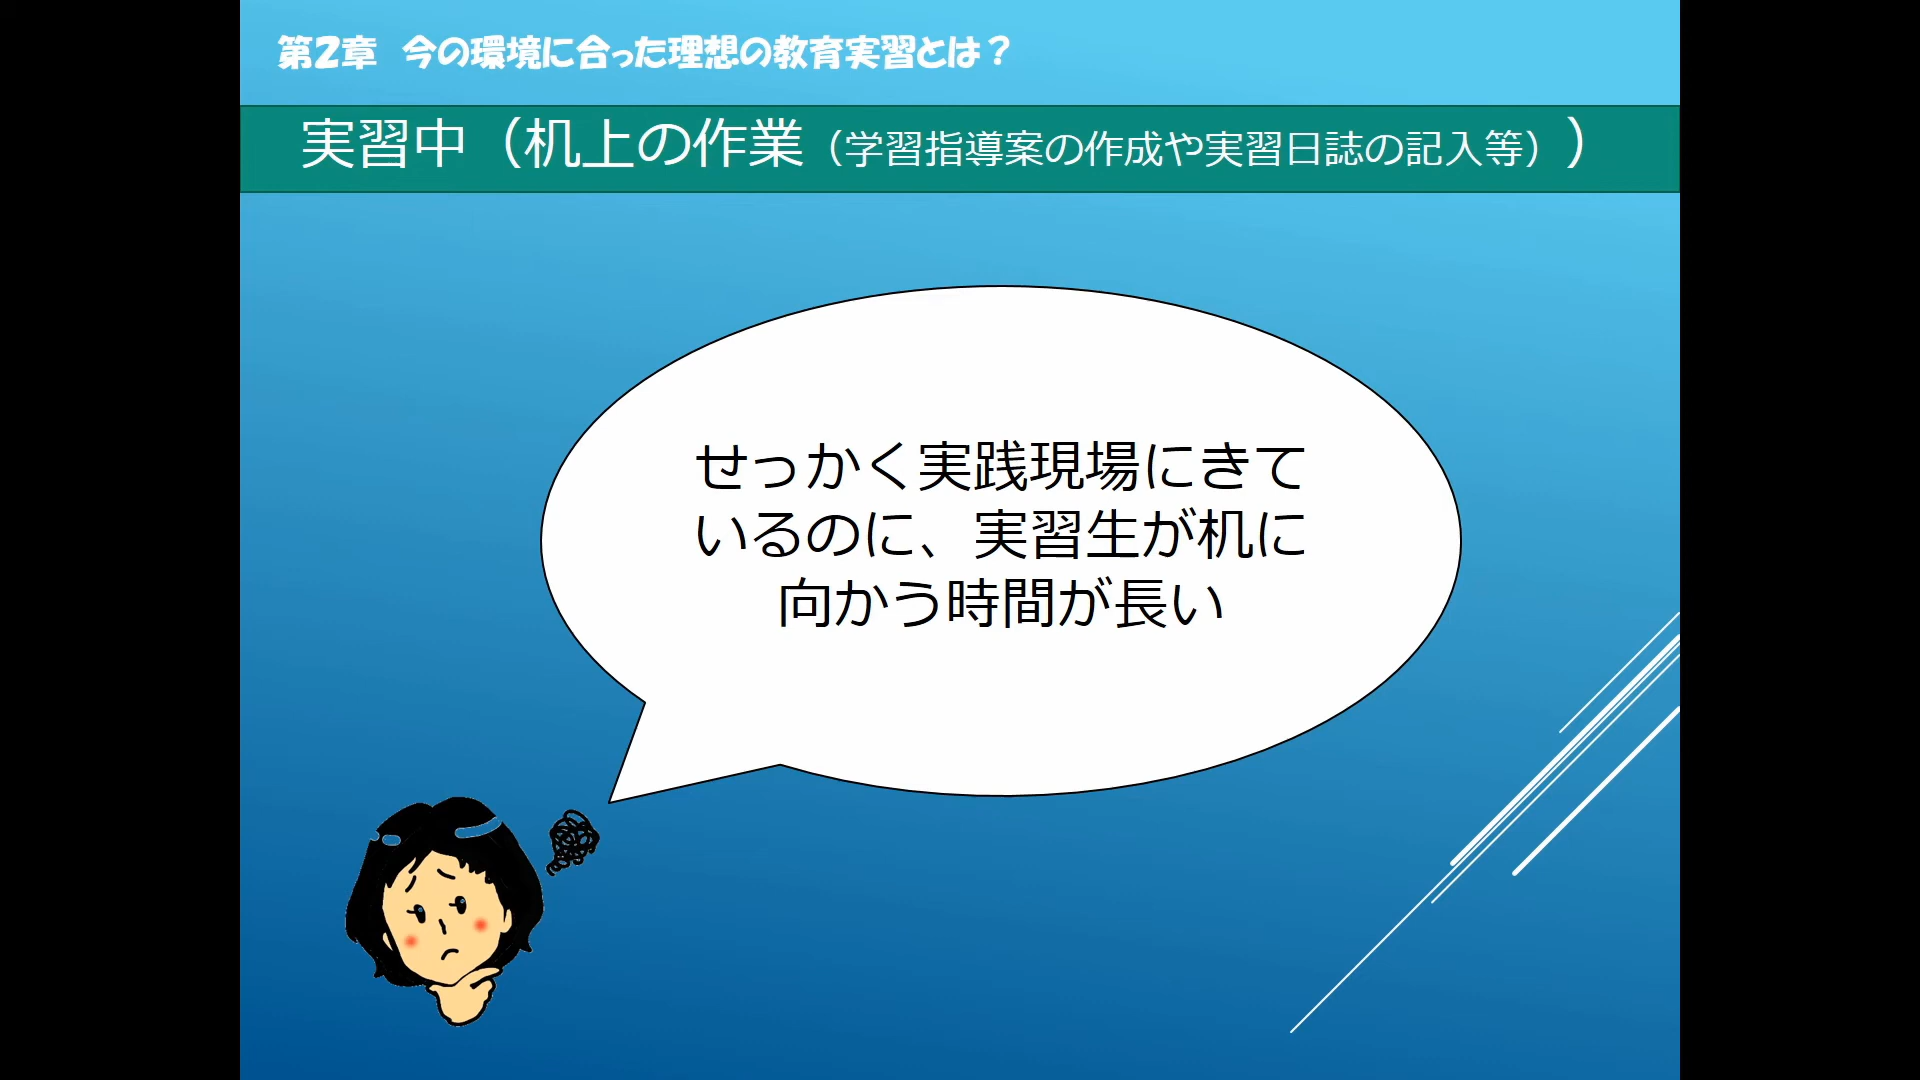 第2章　今の環境に合った理想の教育実習とは？
実習中（机上の作業（学習指導案の作成や実習日誌の記入等））
せっかく実践現場にきて
いるのに、実習生が机に
向かう時間が長い